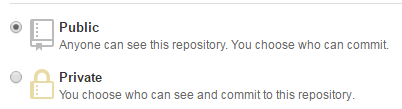 Public
Anyone can see this repository. You choose who can commit.
Private
You choose who can see and commit to this repository.